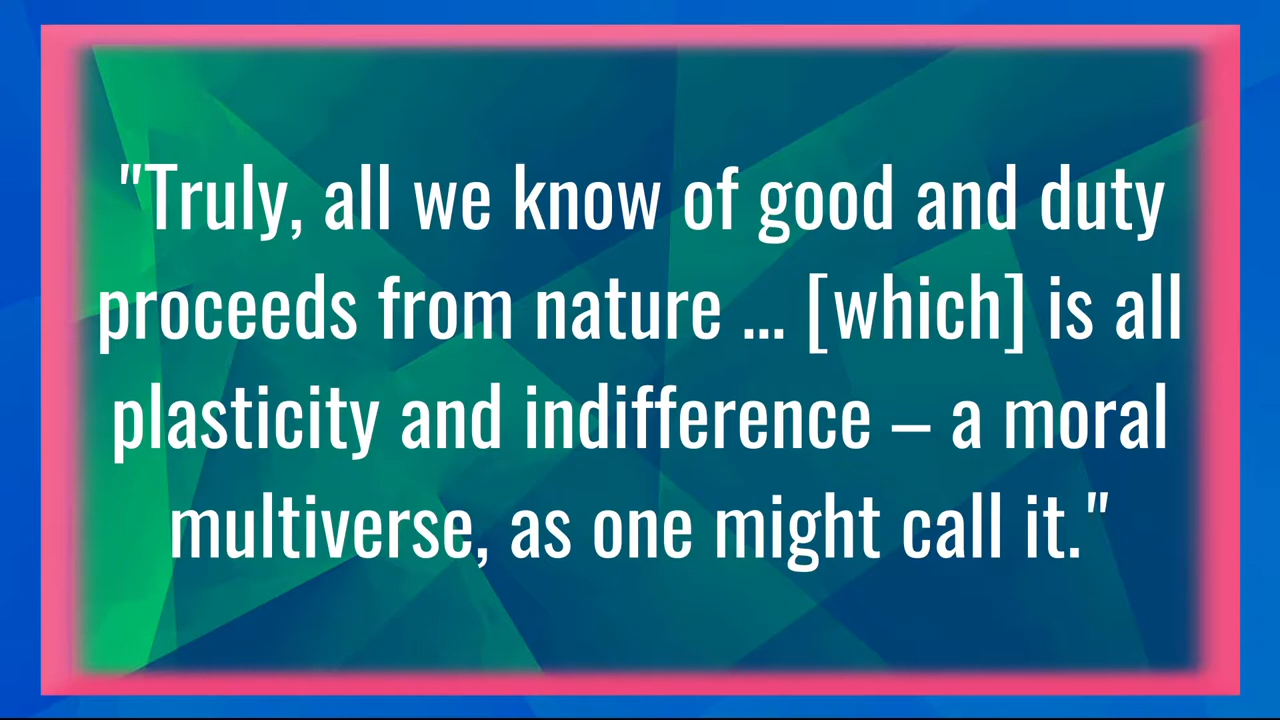 "Truly, all we know of good and duty
proceeds from nature ... [which] is all
plasticity and indifference – a moral
multiverse, as one might call it."